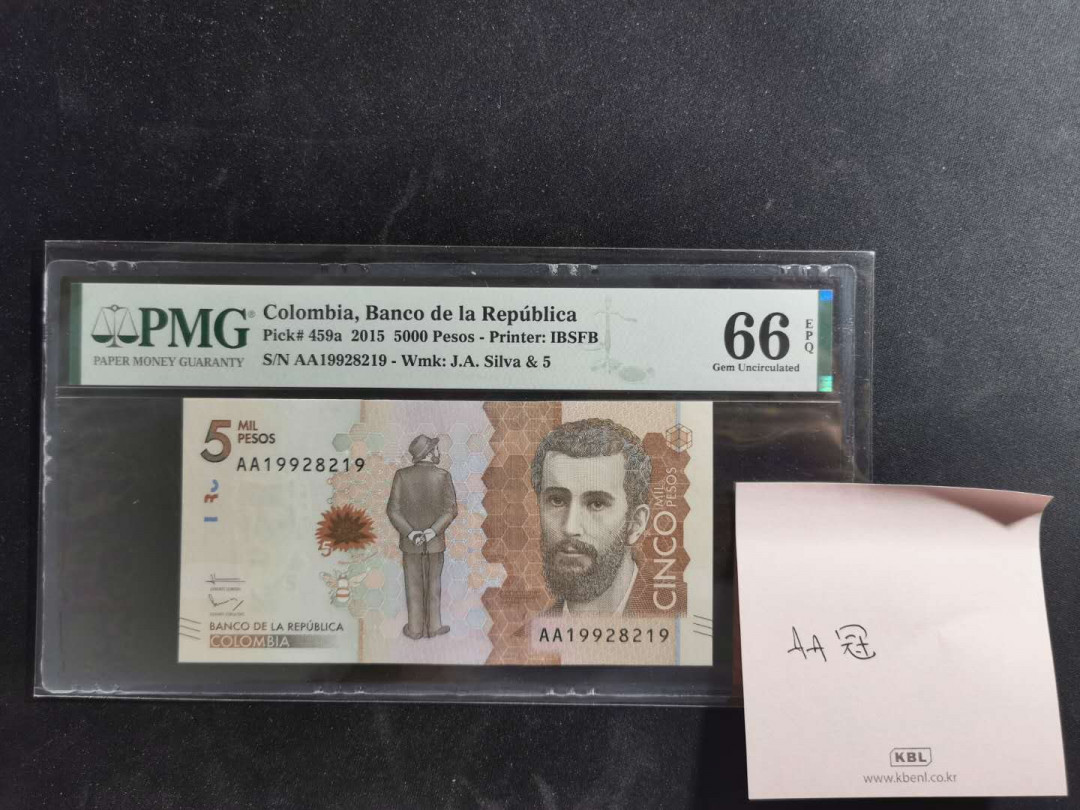 PMG®
PAPER MONEY GUARANTY
Colombia, Banco de la República
Pick# 459a 2015 5000 Pesos - Printer: IBSFB
S/N AA19928219 - Wmk: J.A. Silva & 5
66
EPQ
Gem Uncirculated
5 MIL
PESOS
AA19928219
5
BANCO DE LA REPÚBLICA
COLOMBIA
CINCO
MIL
PESOS
AA19928219
AA 冠
KBL
www.kbenl.co.kr